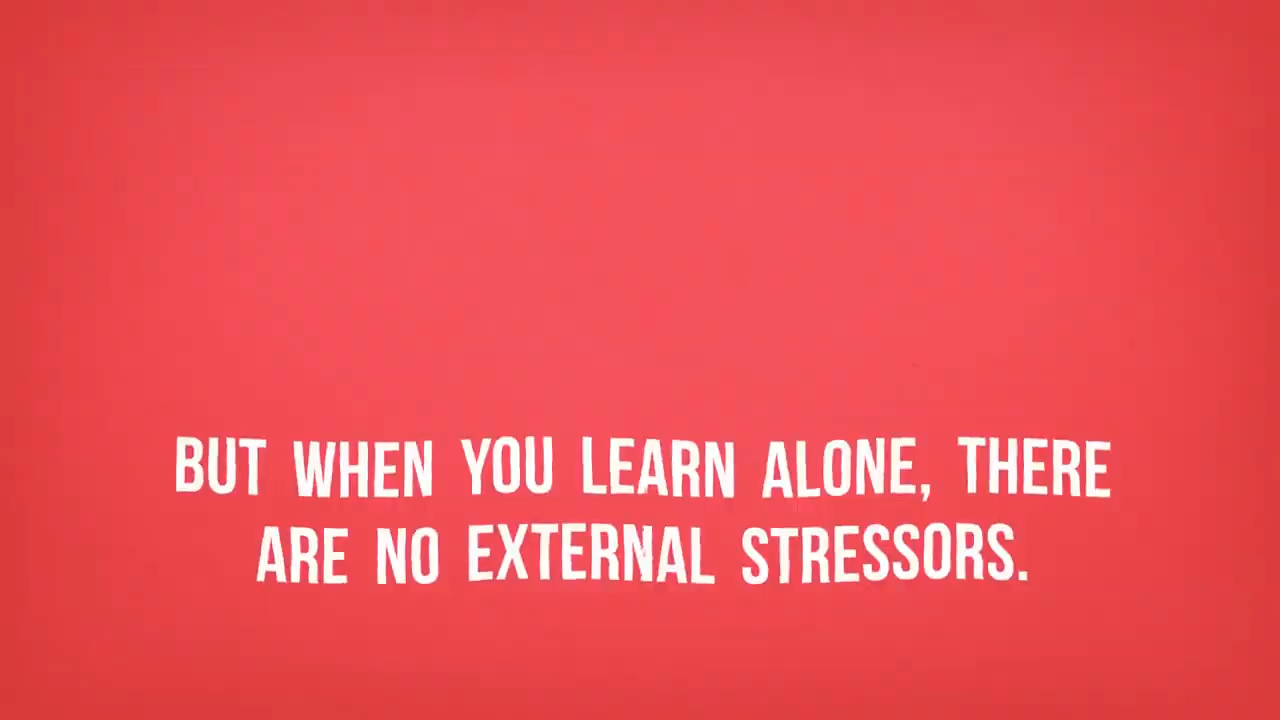 BUT WHEN YOU LEARN ALONE, THERE
ARE NO EXTERNAL STRESSORS.